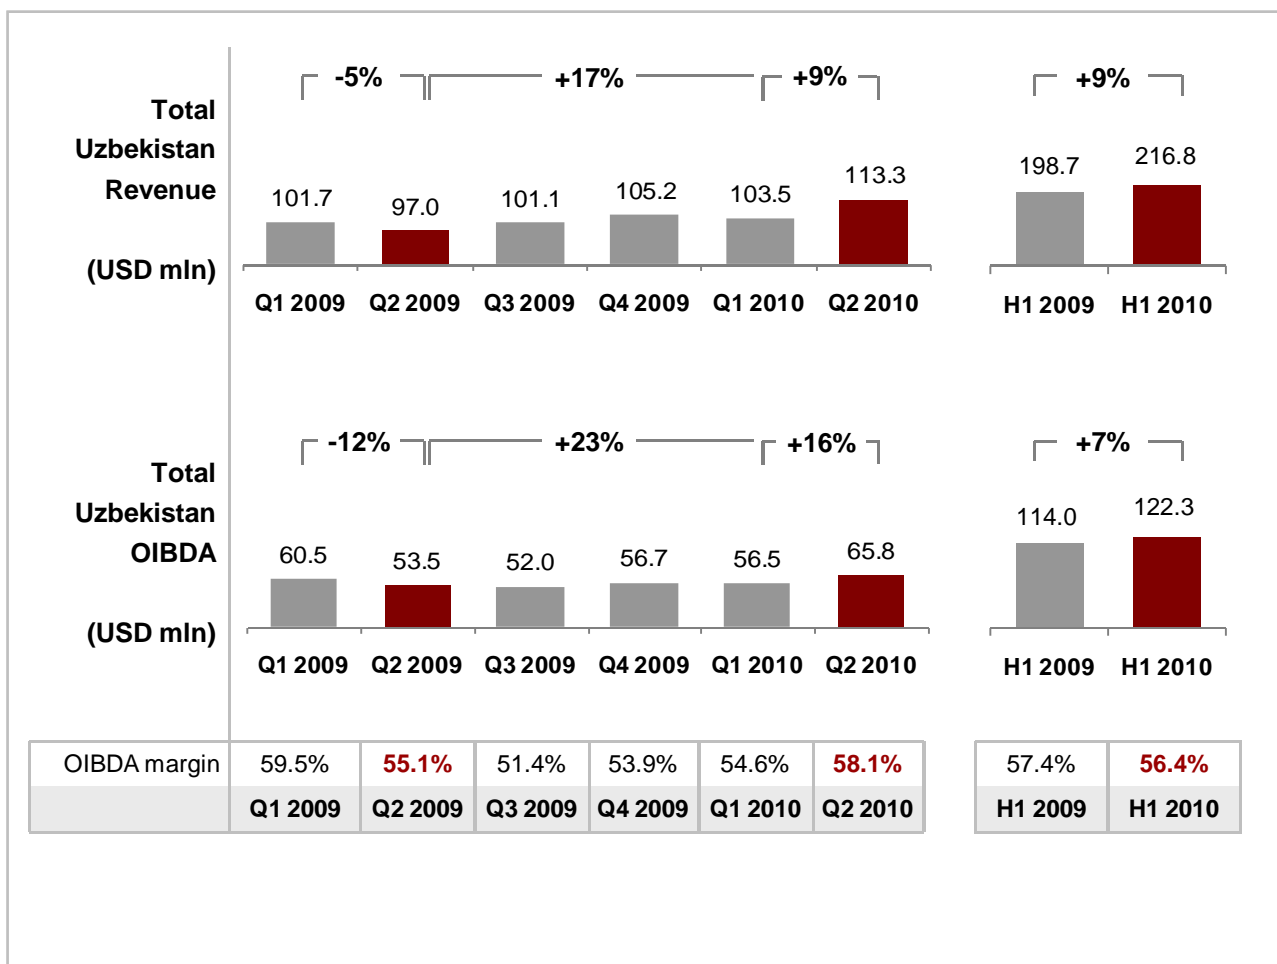 -5% +17% +9% +9%
Total
Uzbekistan
Revenue
(USD mln)
101.7 97.0 101.1 105.2 103.5 113.3 198.7 216.8
Q1 2009 Q2 2009 Q3 2009 Q4 2009 Q1 2010 Q2 2010 H1 2009 H1 2010
-12% +23% +16% +7%
Total
Uzbekistan
OIBDA
(USD mln)
60.5 53.5 52.0 56.7 56.5 65.8 114.0 122.3
Q1 2009 Q2 2009 Q3 2009 Q4 2009 Q1 2010 Q2 2010 H1 2009 H1 2010
OIBDA margin 59.5% 55.1% 51.4% 53.9% 54.6% 58.1% 57.4% 56.4%
Q1 2009 Q2 2009 Q3 2009 Q4 2009 Q1 2010 Q2 2010 H1 2009 H1 2010